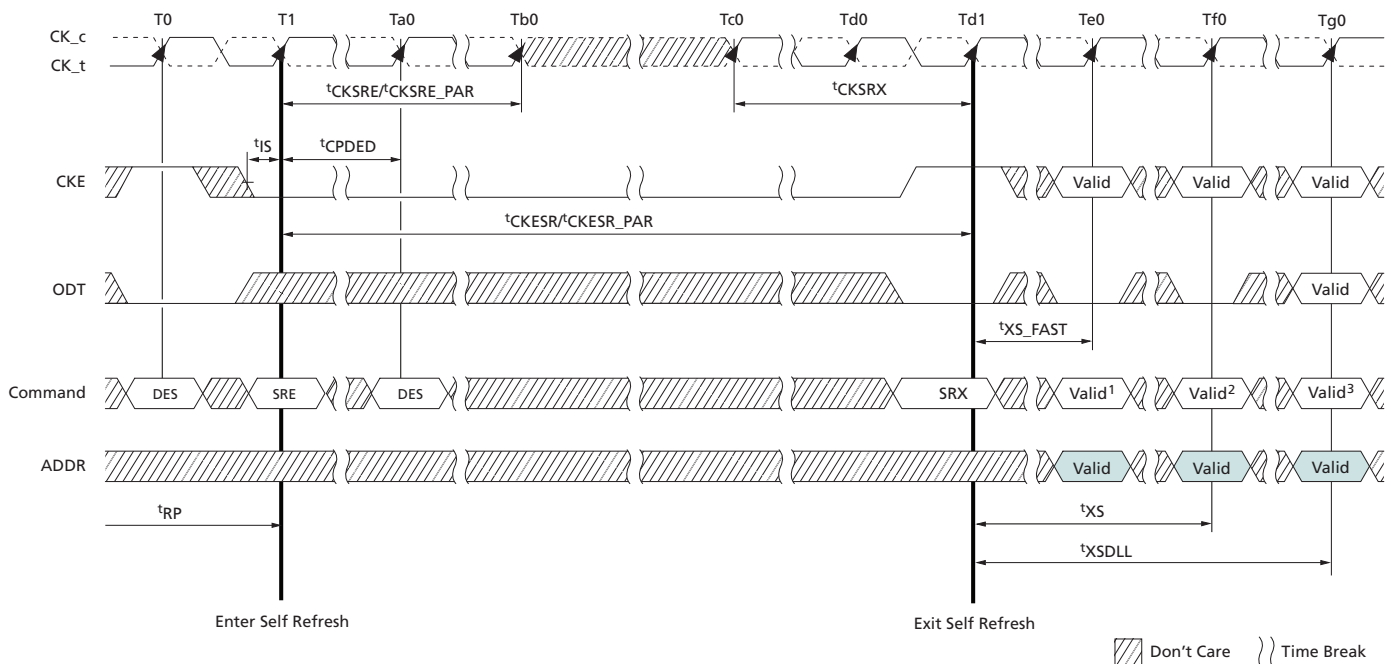 T0 T1 Ta0 Tb0 Tc0 Td0 Td1 Te0 Tf0 Tg0
CK_c
CK_t
tCKSRE/tCKSRE_PAR
tCKSRX
tIS
tCPDED
CKE
Valid Valid Valid
tCKESR/tCKESR_PAR
ODT
Valid
tXS_FAST
Command
DES SRE DES SRX Valid1 Valid2 Valid3
ADDR
Valid Valid Valid
tRP
tXS
tXSDLL
Enter Self Refresh
Exit Self Refresh
Don't Care
Time Break